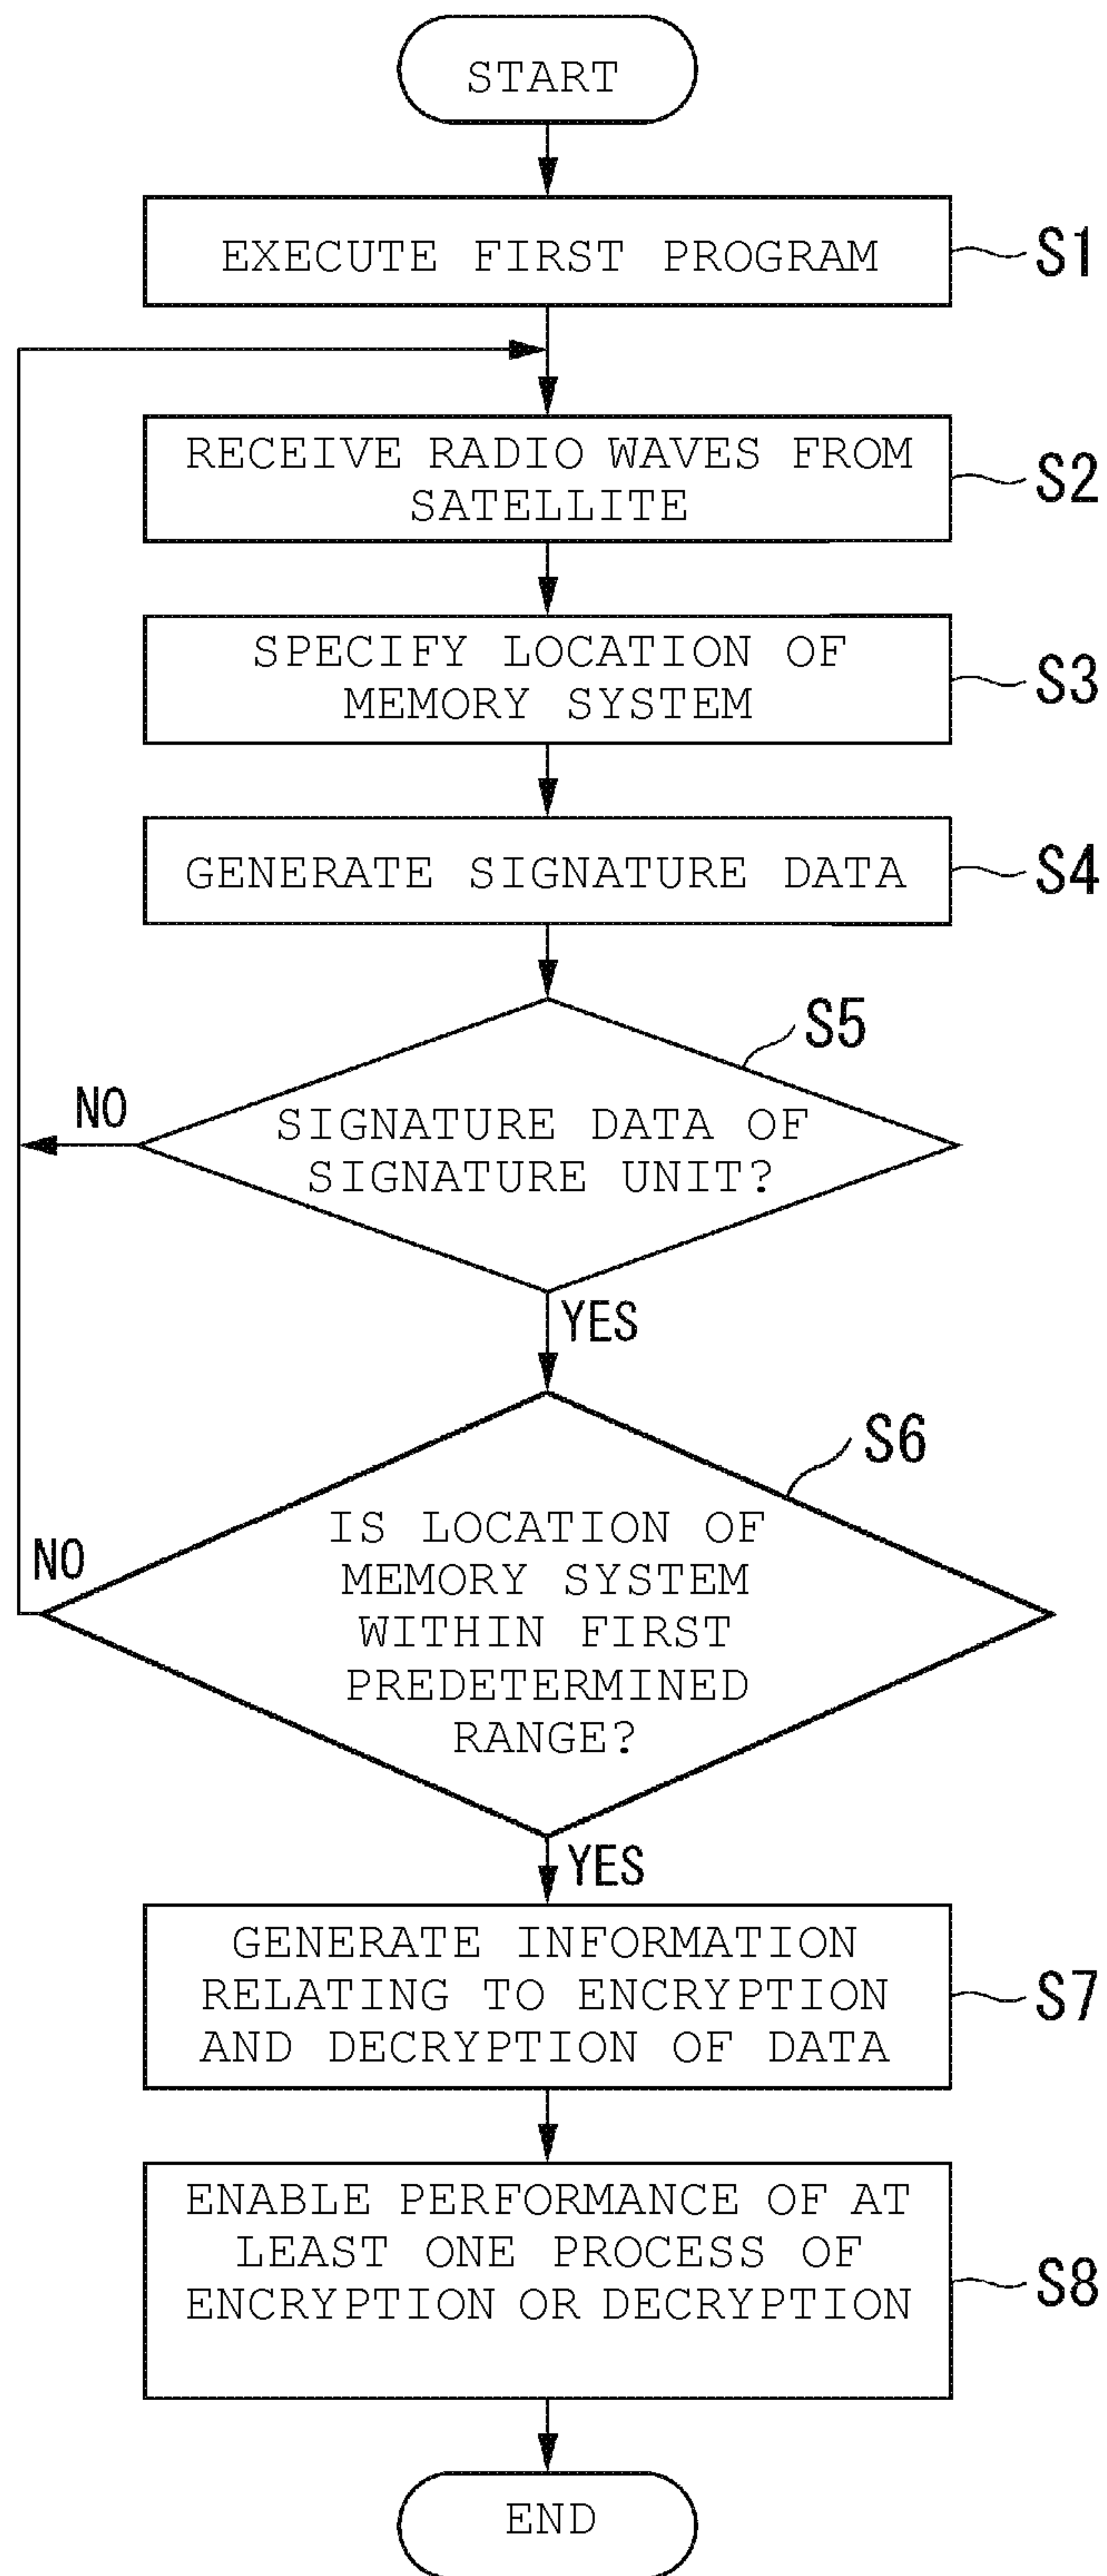 START
EXECUTE FIRST PROGRAM
S1
RECEIVE RADIO WAVES FROM
SATELLITE
S2
SPECIFY LOCATION OF
MEMORY SYSTEM
S3
GENERATE SIGNATURE DATA
S4
S5
NO
SIGNATURE DATA OF
SIGNATURE UNIT?
YES
S6
NO
IS LOCATION OF
MEMORY SYSTEM
WITHIN FIRST
PREDETERMINED
RANGE?
YES
GENERATE INFORMATION
RELATING TO ENCRYPTION
AND DECRYPTION OF DATA
S7
ENABLE PERFORMANCE OF AT
LEAST ONE PROCESS OF
ENCRYPTION OR DECRYPTION
S8
END